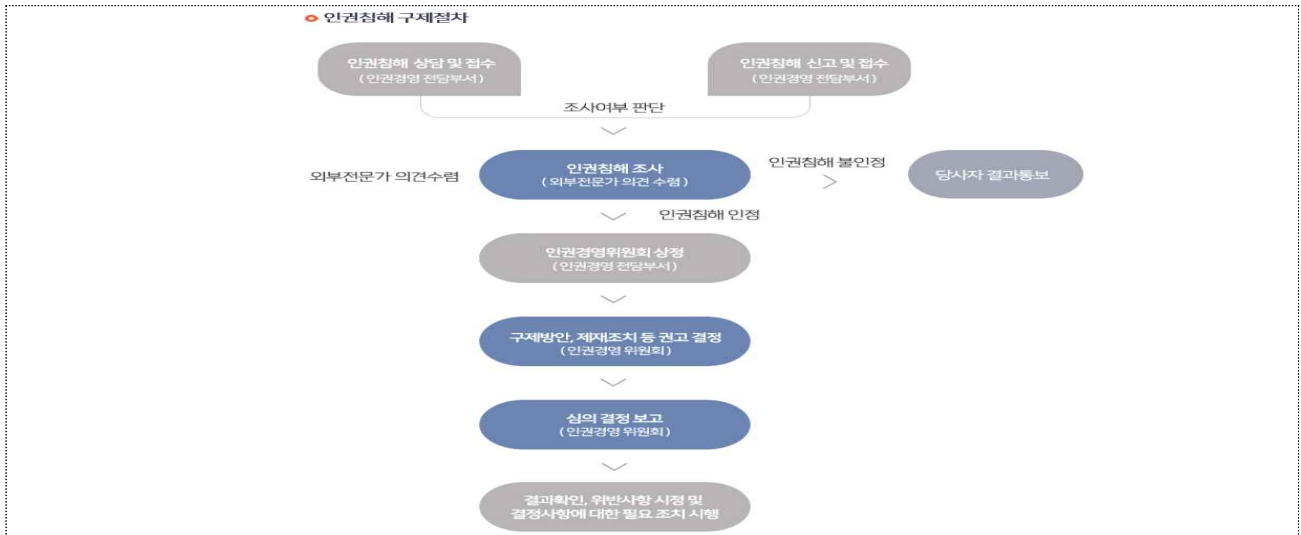 인권침해 구제절차
인권침해 상담 및 접수
(인권경영 전담부서)
인권침해 신고 및 접수
(인권경영 전담부서)
조사여부 판단
외부전문가 의견수렴
인권침해 조사
(외부전문가 의견 수렴)
인권침해 불인정
당사자 결과통보
인권침해 인정
인권경영위원회 상정
(인권경영 전담부서)
구제방안, 제재조치 등 권고 결정
(인권경영 위원회)
심의 결정 보고
(인권경영 위원회)
결과확인, 위반사항 시정 및
결정사항에 대한 필요 조치 시행